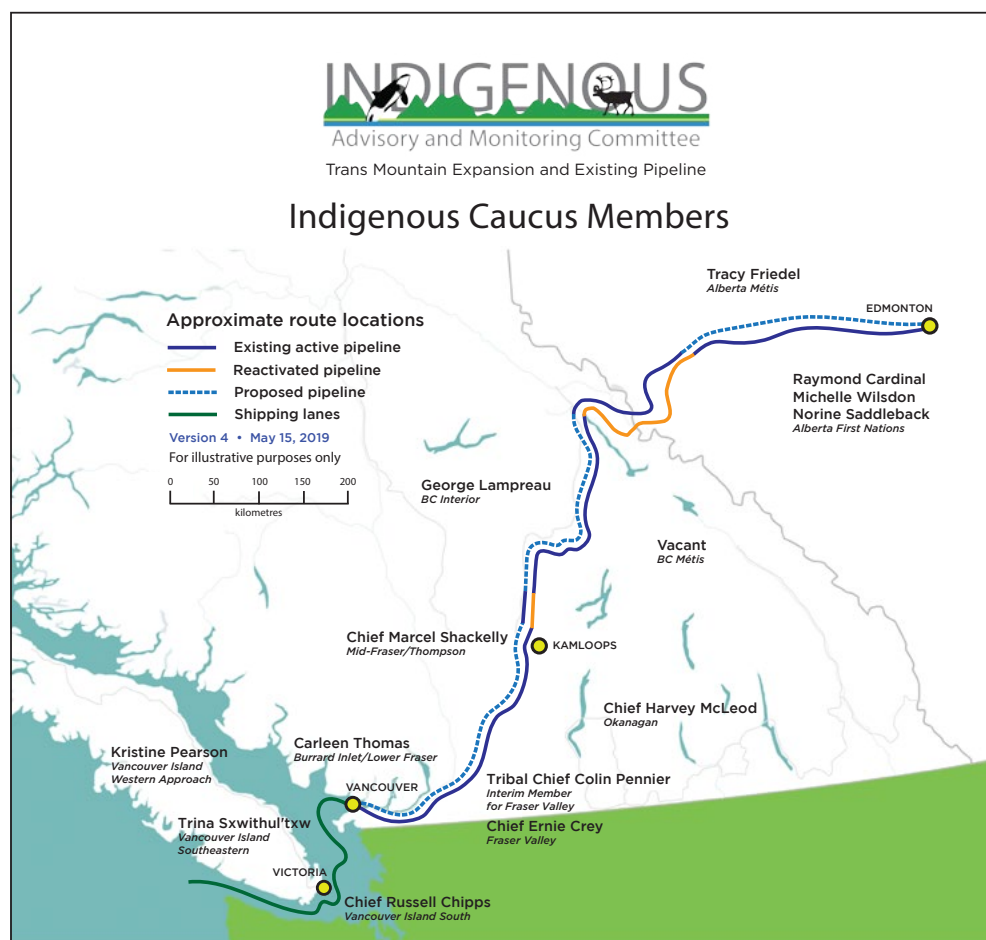 INDIGENOUS
Advisory and Monitoring Committee
Trans Mountain Expansion and Existing Pipeline
Indigenous Caucus Members
Tracy Friedel
Alberta Métis
EDMONTON
Approximate route locations
Existing active pipeline
Reactivated pipeline
Proposed pipeline
Shipping lanes
Version 4 • May 15, 2019
For illustrative purposes only
0 50 100 150 200
kilometres
Raymond Cardinal
Michelle Wilsdon
Norine Saddleback
Alberta First Nations
George Lampreau
BC Interior
Vacant
BC Métis
Chief Marcel Shackelly
Mid-Fraser/Thompson
KAMLOOPS
Chief Harvey McLeod
Okanagan
Kristine Pearson
Vancouver Island
Western Approach
Carleen Thomas
Burrard Inlet/Lower Fraser
VANCOUVER
Tribal Chief Colin Pennier
Interim Member
for Fraser Valley
Chief Ernie Crey
Fraser Valley
Trina Sxwithul'txw
Vancouver Island
Southeastern
VICTORIA
Chief Russell Chipps
Vancouver Island South